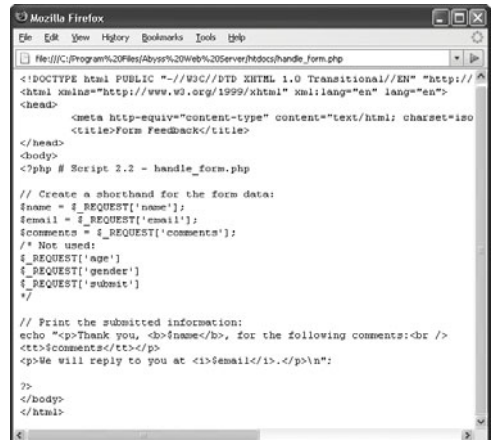 Mozilla Firefox
File Edit View History Bookmarks Tools Help
file:///C:/Program%20Files/Abyss%20Web%20Server/htdocs/handle_form.php
<!DOCTYPE html PUBLIC "-//W3C//DTD XHTML 1.0 Transitional//EN" "http://
<html xmlns="http://www.w3.org/1999/xhtml" xml:lang="en" lang="en">
<head>
<meta http-equiv="content-type" content="text/html; charset=iso
<title>Form Feedback</title>
</head>
<body>
<?php # Script 2.2 - handle_form.php
// Create a shorthand for the form data:
$name = $_REQUEST['name'];
$email = $_REQUEST['email'];
$comments = $_REQUEST['comments'];
/* Not used:
$_REQUEST['age']
$_REQUEST['gender']
$_REQUEST['submit']
*/
// Print the submitted information:
echo "<p>Thank you, <b>$name</b>, for the following comments:<br />
<tt>$comments</tt></p>
<p>We will reply to you at <i>$email</i>.</p>\n";
?>
</body>
</html>